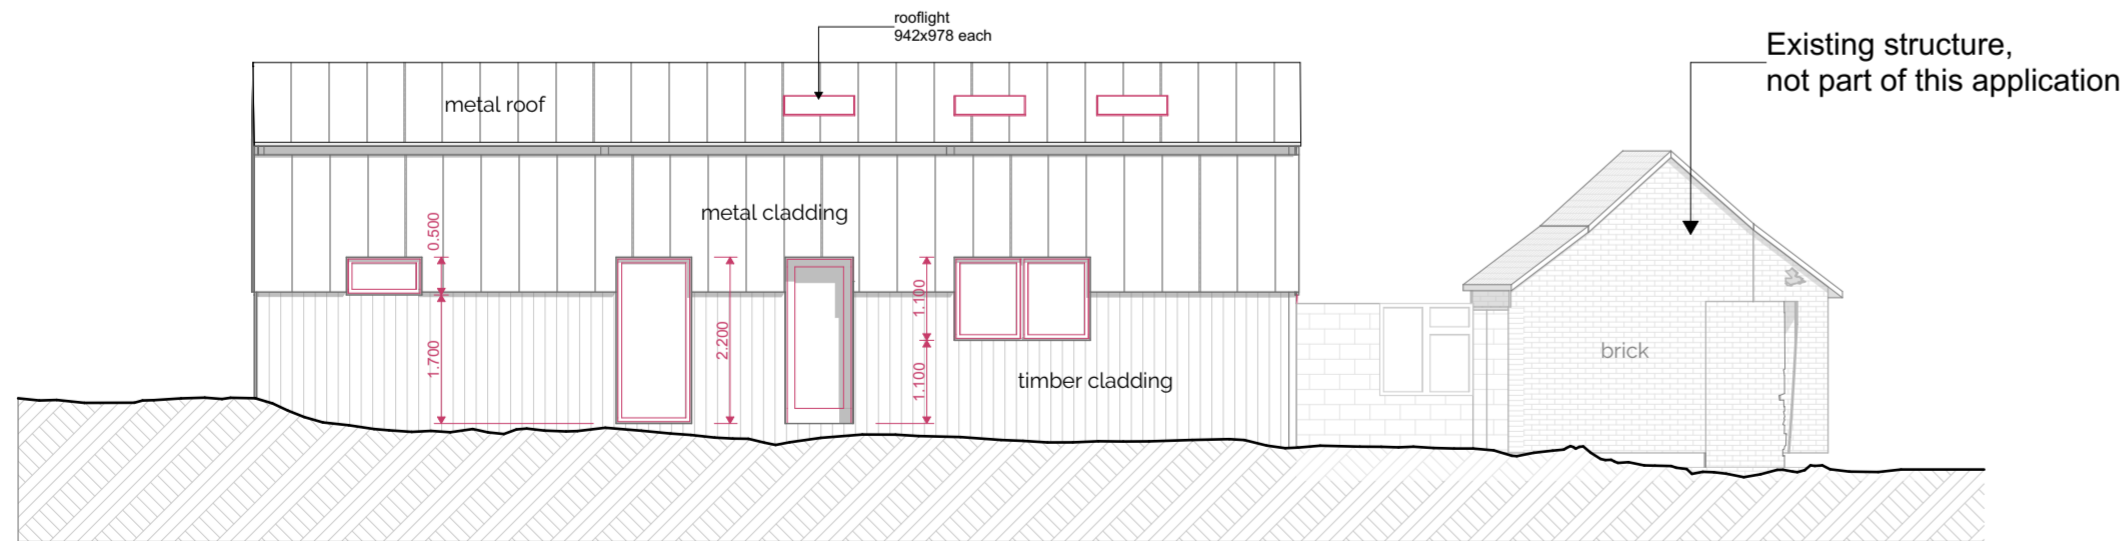 rooflight
942x978 each
Existing structure,
not part of this application
metal roof
metal cladding
0.500
1.700
2.200
1.100
1.100
timber cladding
brick